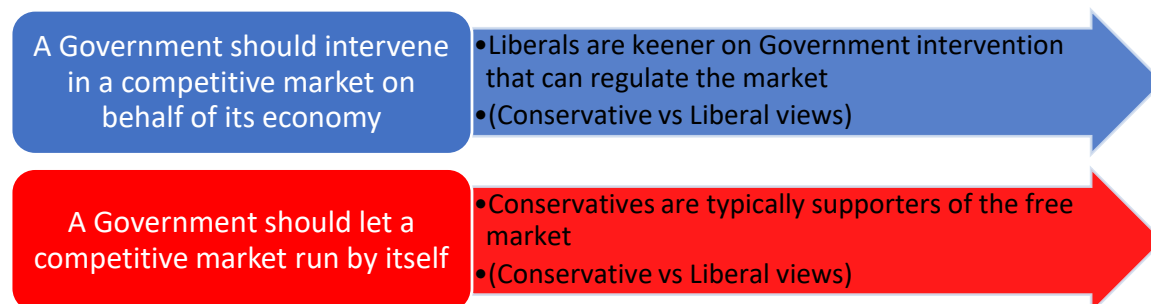 A Government should intervene
in a competitive market on
behalf of its economy
•Liberals are keener on Government intervention
that can regulate the market
•(Conservative vs Liberal views)
A Government should let a
competitive market run by itself
•Conservatives are typically supporters of the free
market
•(Conservative vs Liberal views)